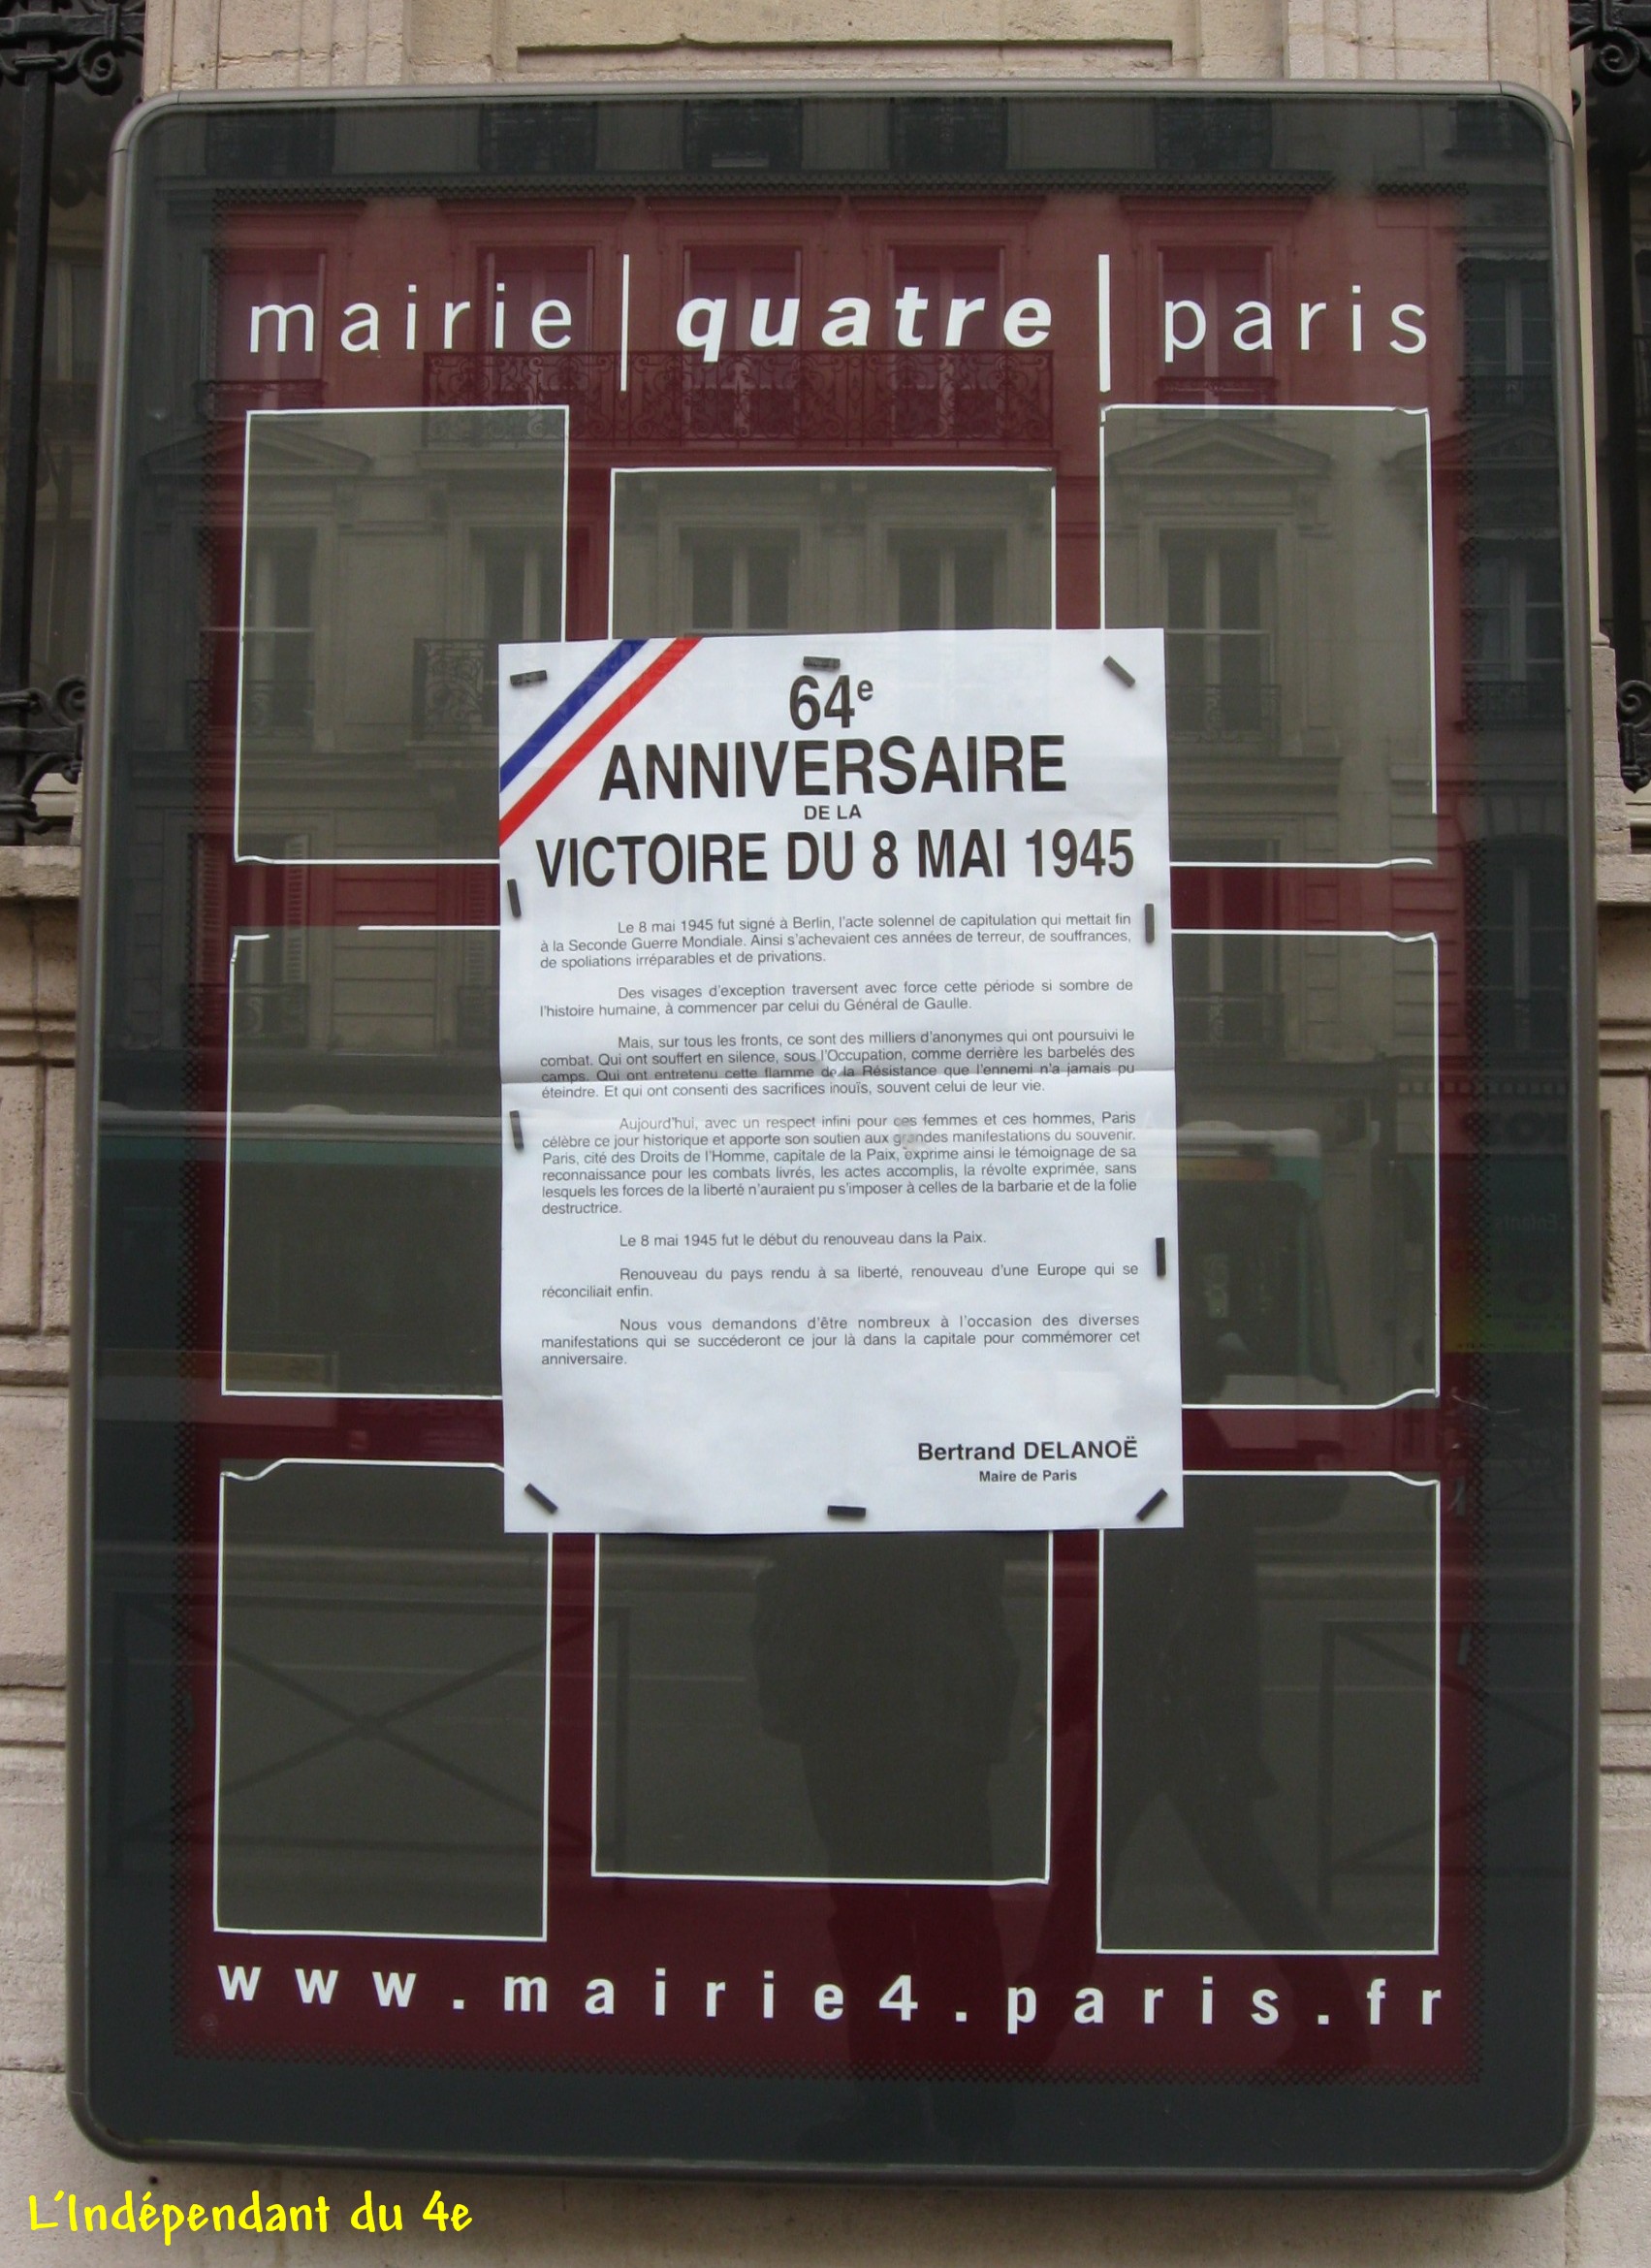 mairie | quatre | paris
64e
ANNIVERSAIRE
DE LA
VICTOIRE DU 8 MAI 1945
Le 8 mai 1945 fut signé à Berlin, l'acte solennel de capitulation qui mettait fin
à la Seconde Guerre Mondiale. Ainsi s'achevaient ces années de terreur, de souffrances,
de spoliations irréparables et de privations.
Des visages d'exception traversent avec force cette période si sombre de
l'histoire humaine, à commencer par celui du Général de Gaulle.
Mais, sur tous les fronts, ce sont des milliers d'anonymes qui ont poursuivi le
combat. Qui ont souffert en silence, sous l'Occupation, comme derrière les barbelés des
camps. Qui ont entretenu cette flamme de la Résistance que l'ennemi n'a jamais pu
éteindre. Et qui ont consenti des sacrifices inouïs, souvent celui de leur vie.
Aujourd'hui, avec un respect infini pour ces femmes et ces hommes, Paris
célèbre ce jour historique et apporte son soutien aux grandes manifestations du souvenir.
Paris, cité des Droits de l'Homme, capitale de la Paix, exprime ainsi le témoignage de sa
reconnaissance pour les combats livrés, les actes accomplis, la révolte exprimée, sans
lesquels les forces de la liberté n'auraient pu s'imposer à celles de la barbarie et de la folie
destructrice.
Le 8 mai 1945 fut le début du renouveau dans la Paix.
Renouveau du pays rendu à sa liberté, renouveau d'une Europe qui se
réconciliait enfin.
Nous vous demandons d'être nombreux à l'occasion des diverses
manifestations qui se succéderont ce jour là dans la capitale pour commémorer cet
anniversaire.
Bertrand DELANOË
Maire de Paris
www.mairie4.paris.fr
L'Indépendant du 4e